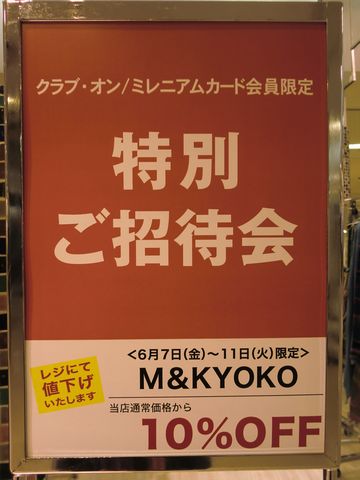 クラブ・オン/ミレニアムカード会員限定
特別
ご招待会
<6月7日(金)～11日(火)限定>
レジにて
値下げ
いたします
M&KYOKO
当店通常価格から
10%OFF